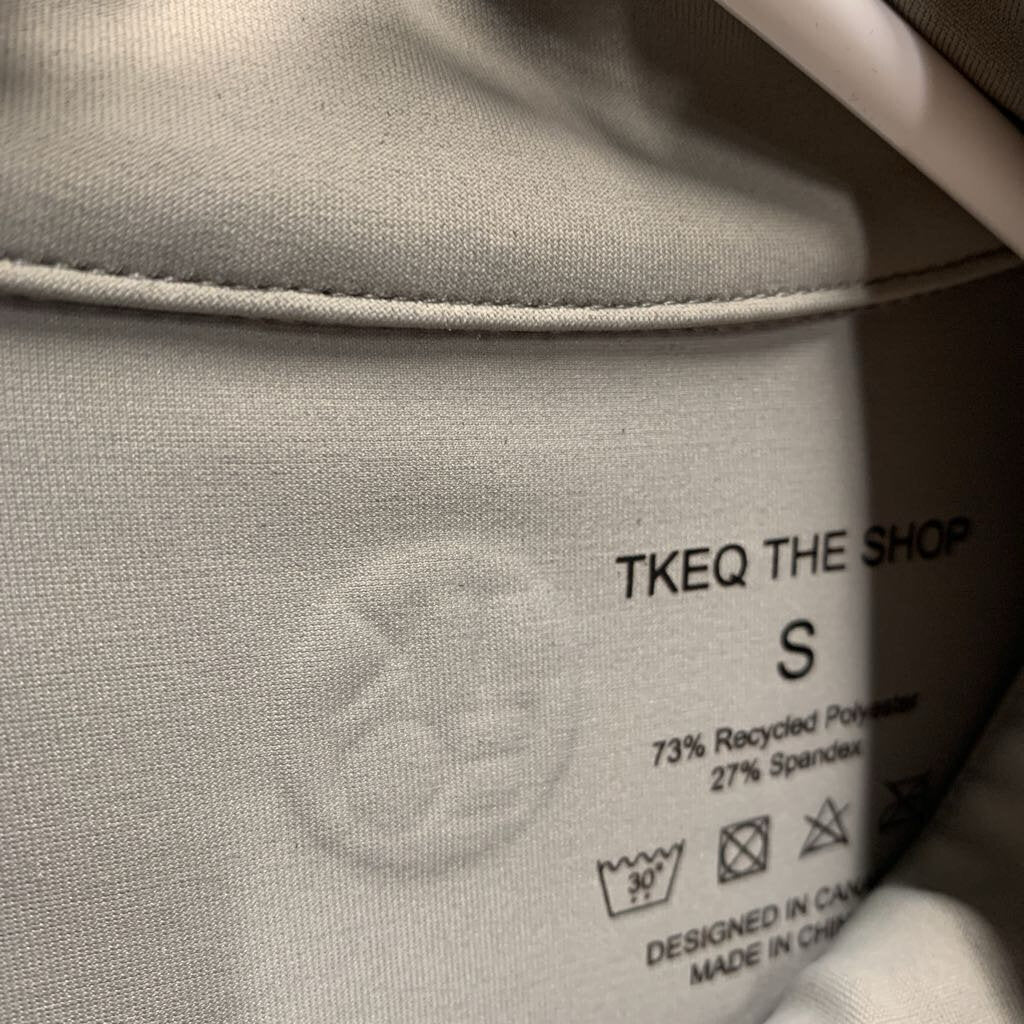 TKEQ THE SHOP
S
73% Recycled Polyester
27% Spandex
30°
DESIGNED IN
MADE IN